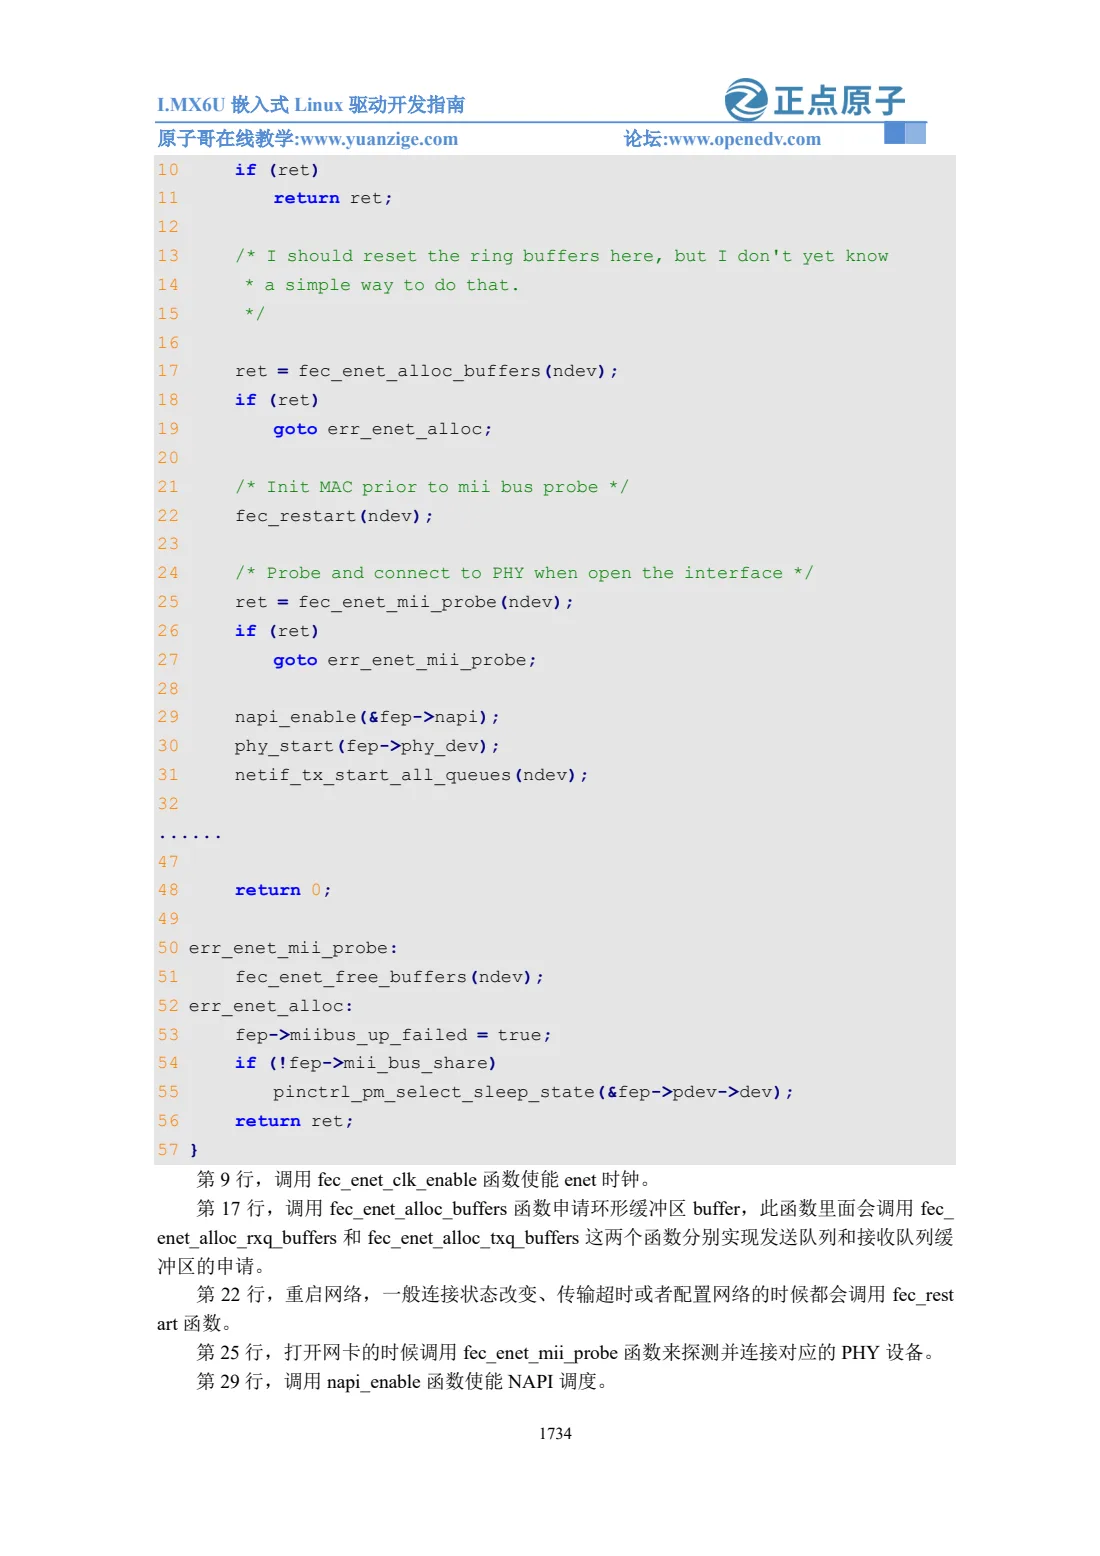 I.MX6U 嵌入式 Linux 驱动开发指南
正点原子
原子哥在线教学:www.yuanzige.com 论坛:www.openedv.com
10 if (ret)
11 return ret;
12
13 /* I should reset the ring buffers here, but I don't yet know
14 * a simple way to do that.
15 */
16
17 ret = fec_enet_alloc_buffers(ndev);
18 if (ret)
19 goto err_enet_alloc;
20
21 /* Init MAC prior to mii bus probe */
22 fec_restart(ndev);
23
24 /* Probe and connect to PHY when open the interface */
25 ret = fec_enet_mii_probe(ndev);
26 if (ret)
27 goto err_enet_mii_probe;
28
29 napi_enable(&fep->napi);
30 phy_start(fep->phy_dev);
31 netif_tx_start_all_queues(ndev);
32
......
47
48 return 0;
49
50 err_enet_mii_probe:
51 fec_enet_free_buffers(ndev);
52 err_enet_alloc:
53 fep->miibus_up_failed = true;
54 if (!fep->mii_bus_share)
55 pinctrl_pm_select_sleep_state(&fep->pdev->dev);
56 return ret;
57 }
第 9 行，调用 fec_enet_clk_enable 函数使能 enet 时钟。
第 17 行，调用 fec_enet_alloc_buffers 函数申请环形缓冲区 buffer，此函数里面会调用 fec_
enet_alloc_rxq_buffers 和 fec_enet_alloc_txq_buffers 这两个函数分别实现发送队列和接收队列缓
冲区的申请。
第 22 行，重启网络，一般连接状态改变、传输超时或者配置网络的时候都会调用 fec_rest
art 函数。
第 25 行，打开网卡的时候调用 fec_enet_mii_probe 函数来探测并连接对应的 PHY 设备。
第 29 行，调用 napi_enable 函数使能 NAPI 调度。
1734